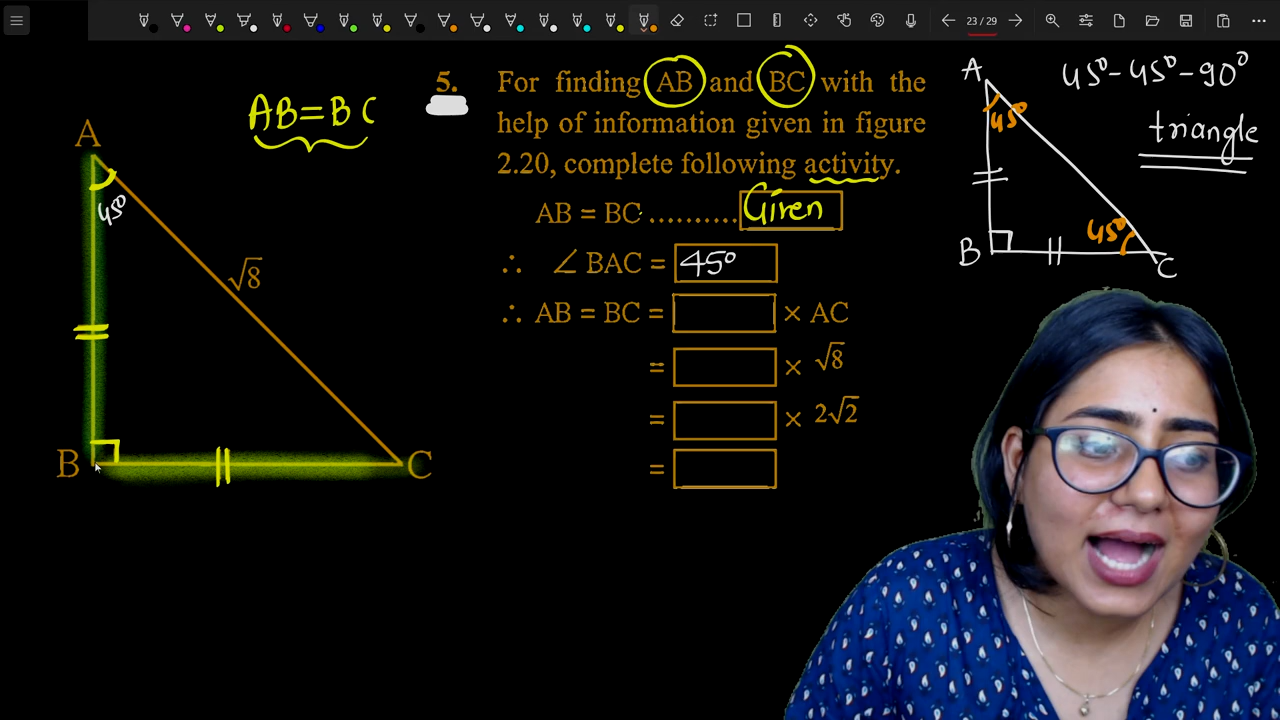 23 / 29
AB = BC
A
45°
√8
B
C
5. For finding AB and BC with the
help of information given in figure
2.20, complete following activity.
AB = BC .......... Given
∴ ∠ BAC = 45°
∴ AB = BC = × AC
= × √8
= × 2√2
=
45°-45°-90°
triangle
A
45°
45°
B
C